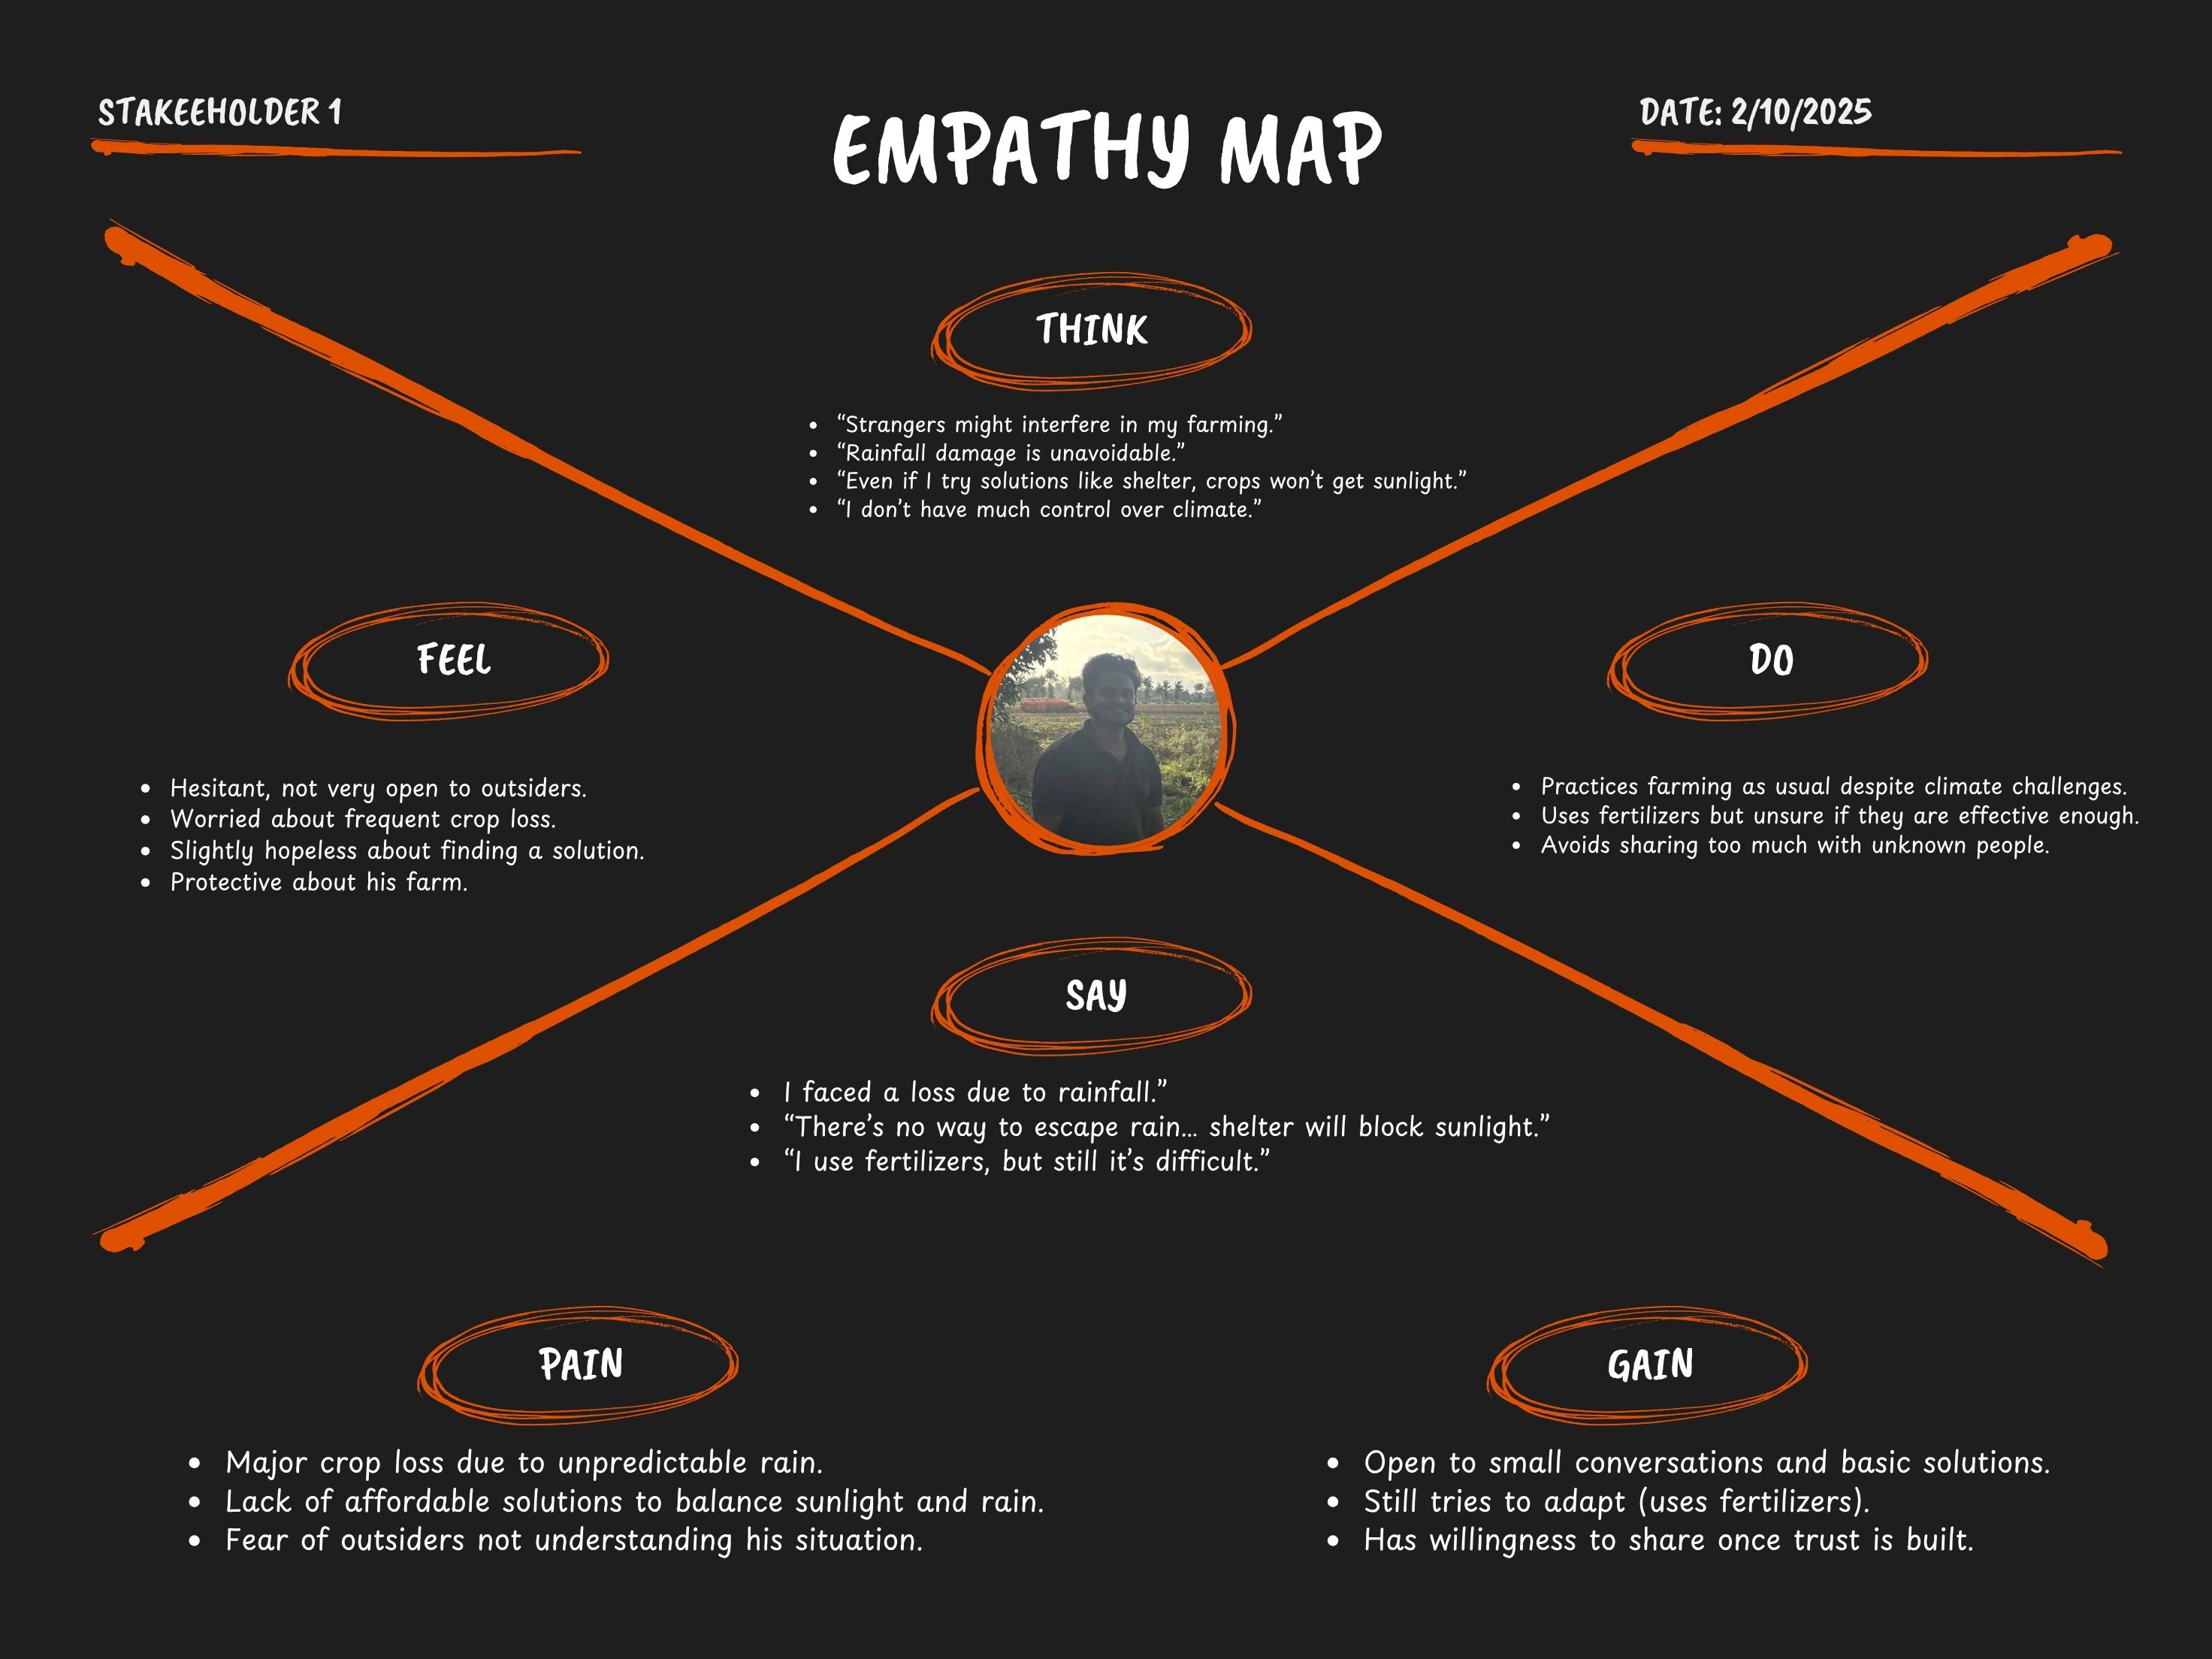 STAKEEHOLDER 1
EMPATHY MAP
DATE: 2/10/2025
THINK
• “Strangers might interfere in my farming.”
• “Rainfall damage is unavoidable.”
• “Even if I try solutions like shelter, crops won’t get sunlight.”
• “I don’t have much control over climate.”
FEEL
• Hesitant, not very open to outsiders.
• Worried about frequent crop loss.
• Slightly hopeless about finding a solution.
• Protective about his farm.
DO
• Practices farming as usual despite climate challenges.
• Uses fertilizers but unsure if they are effective enough.
• Avoids sharing too much with unknown people.
SAY
• I faced a loss due to rainfall.”
• “There’s no way to escape rain… shelter will block sunlight.”
• “I use fertilizers, but still it’s difficult.”
PAIN
• Major crop loss due to unpredictable rain.
• Lack of affordable solutions to balance sunlight and rain.
• Fear of outsiders not understanding his situation.
GAIN
• Open to small conversations and basic solutions.
• Still tries to adapt (uses fertilizers).
• Has willingness to share once trust is built.